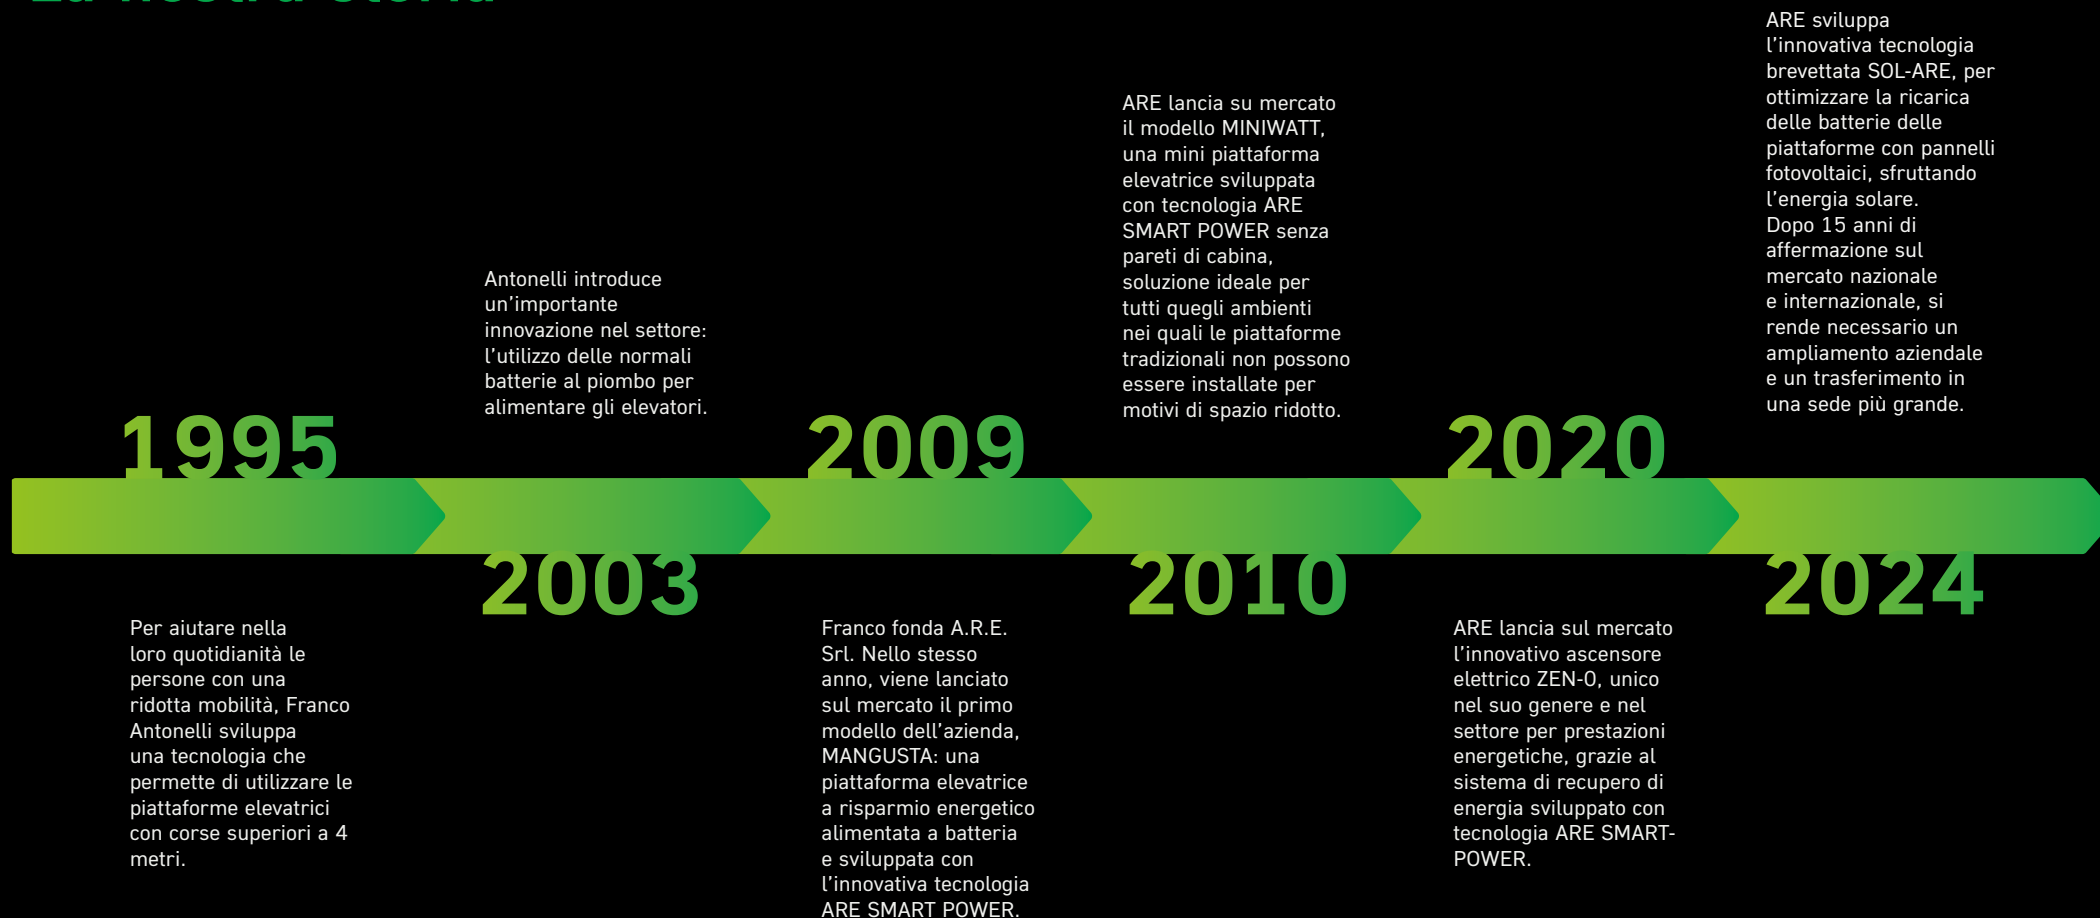 La nostra storia
1995
Per aiutare nella
loro quotidianità le
persone con una
ridotta mobilità, Franco
Antonelli sviluppa
una tecnologia che
permette di utilizzare le
piattaforme elevatrici
con corse superiori a 4
metri.
Antonelli introduce
un’importante
innovazione nel settore:
l’utilizzo delle normali
batterie al piombo per
alimentare gli elevatori.
2003
2009
Franco fonda A.R.E.
Srl. Nello stesso
anno, viene lanciato
sul mercato il primo
modello dell’azienda,
MANGUSTA: una
piattaforma elevatrice
a risparmio energetico
alimentata a batteria
e sviluppata con
l’innovativa tecnologia
ARE SMART POWER.
ARE lancia su mercato
il modello MINIWATT,
una mini piattaforma
elevatrice sviluppata
con tecnologia ARE
SMART POWER senza
pareti di cabina,
soluzione ideale per
tutti quegli ambienti
nei quali le piattaforme
tradizionali non possono
essere installate per
motivi di spazio ridotto.
2010
2020
ARE lancia sul mercato
l’innovativo ascensore
elettrico ZEN-0, unico
nel suo genere e nel
settore per prestazioni
energetiche, grazie al
sistema di recupero di
energia sviluppato con
tecnologia ARE SMART-
POWER.
ARE sviluppa
l’innovativa tecnologia
brevettata SOL-ARE, per
ottimizzare la ricarica
delle batterie delle
piattaforme con pannelli
fotovoltaici, sfruttando
l’energia solare.
Dopo 15 anni di
affermazione sul
mercato nazionale
e internazionale, si
rende necessario un
ampliamento aziendale
e un trasferimento in
una sede più grande.
2024